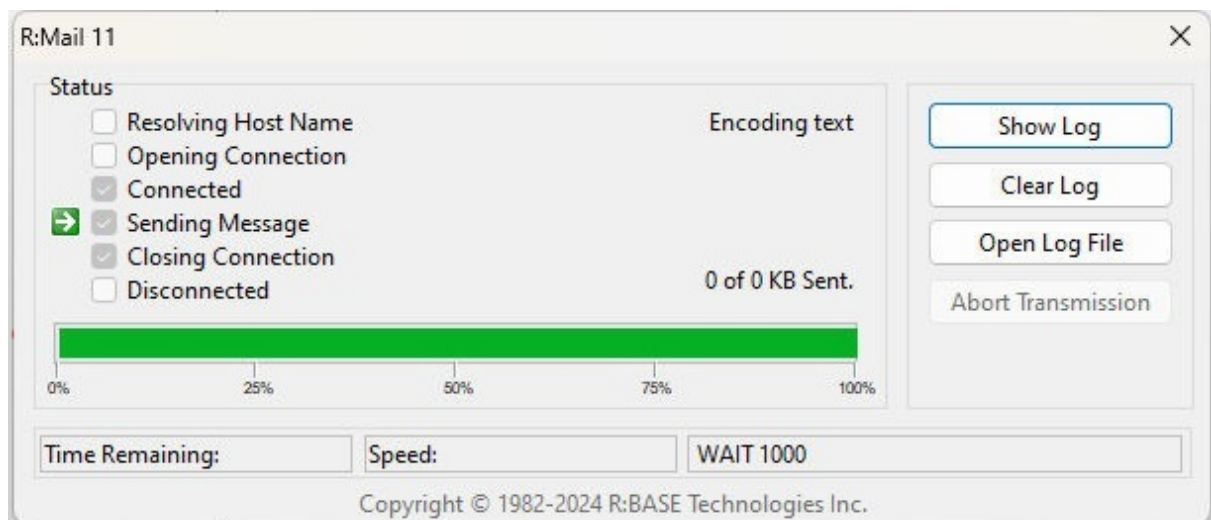 R:Mail 11
Status
Resolving Host Name
Encoding text
Opening Connection
Connected
Sending Message
Closing Connection
Disconnected
0 of 0 KB Sent.
0% 25% 50% 75% 100%
Show Log
Clear Log
Open Log File
Abort Transmission
Time Remaining:
Speed:
WAIT 1000
Copyright © 1982-2024 R:BASE Technologies Inc.